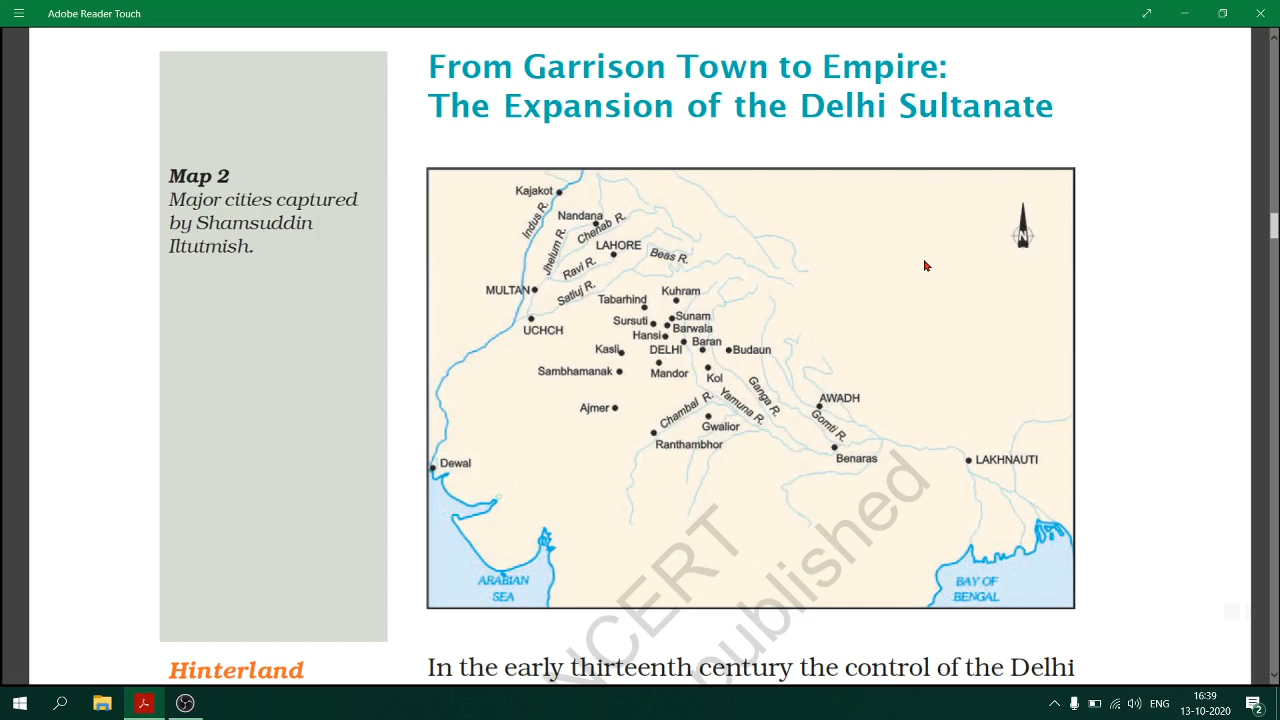 Adobe Reader Touch
From Garrison Town to Empire:
The Expansion of the Delhi Sultanate
Map 2
Major cities captured
by Shamsuddin
Iltutmish.
Kajakot
Indus R.
Nandana
Chenab R.
Jhelum R.
LAHORE
Beas R.
Ravi R.
MULTAN
Satluj R.
Kuhram
Tabarhind
UCHCH
Sunam
Sursuti
Barwala
Hansi
Baran
Kasli
DELHI
Budaun
Sambhamanak
Mandor
Kol
Ganga R.
AWADH
Ajmer
Chambal R.
Yamuna R.
Gomti R.
Gwalior
Ranthambhor
Benaras
Dewal
LAKHNAUTI
ARABIAN
SEA
BAY OF
BENGAL
N
NCERT
published
Hinterland
In the early thirteenth century the control of the Delhi
ENG
16:39
13-10-2020
2